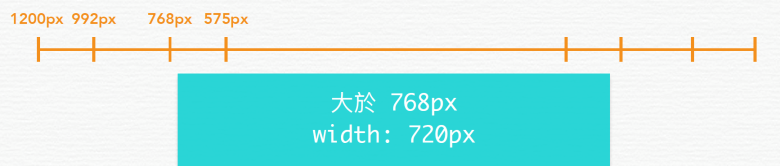 1200px 992px 768px 575px
大於 768px
width: 720px